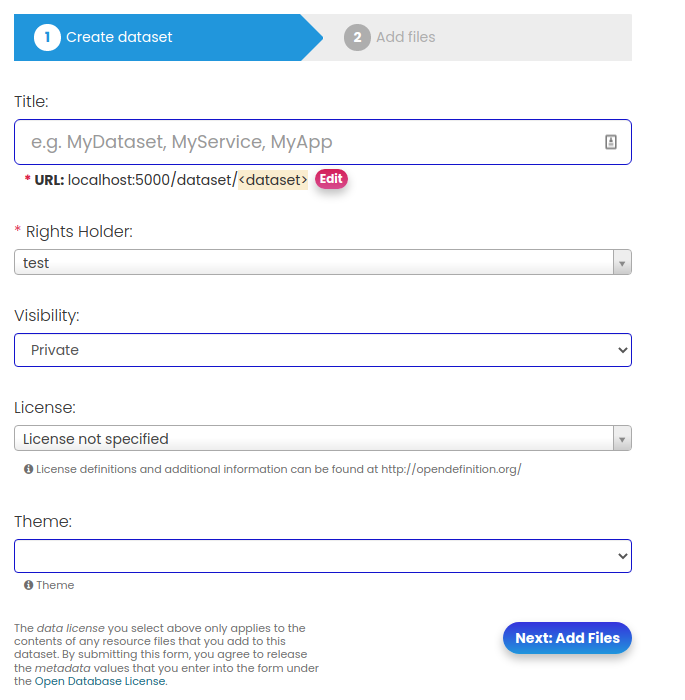 1 Create dataset 2 Add files
Title:
e.g. MyDataset, MyService, MyApp
* URL: localhost:5000/dataset/<dataset> Edit
* Rights Holder:
test
Visibility:
Private
License:
License not specified
License definitions and additional information can be found at http://opendefinition.org/
Theme:
Theme
The data license you select above only applies to the
contents of any resource files that you add to this
dataset. By submitting this form, you agree to release
the metadata values that you enter into the form under
the Open Database License.
Next: Add Files